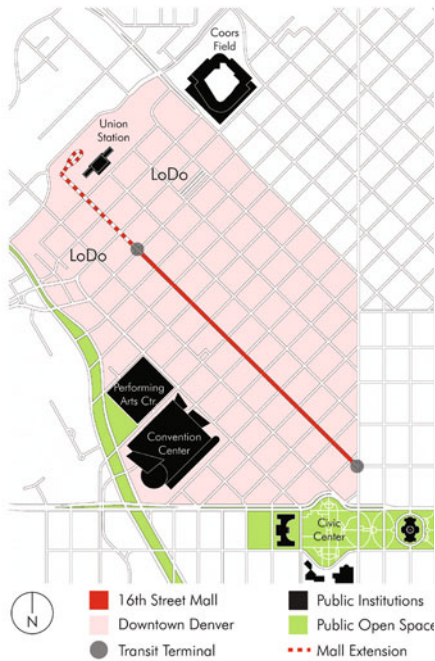 Coors
Field
Union
Station
LoDo
LoDo
Performing
Arts Ctr.
Convention
Center
Civic
Center
N
16th Street Mall
Downtown Denver
Transit Terminal
Public Institutions
Public Open Space
Mall Extension